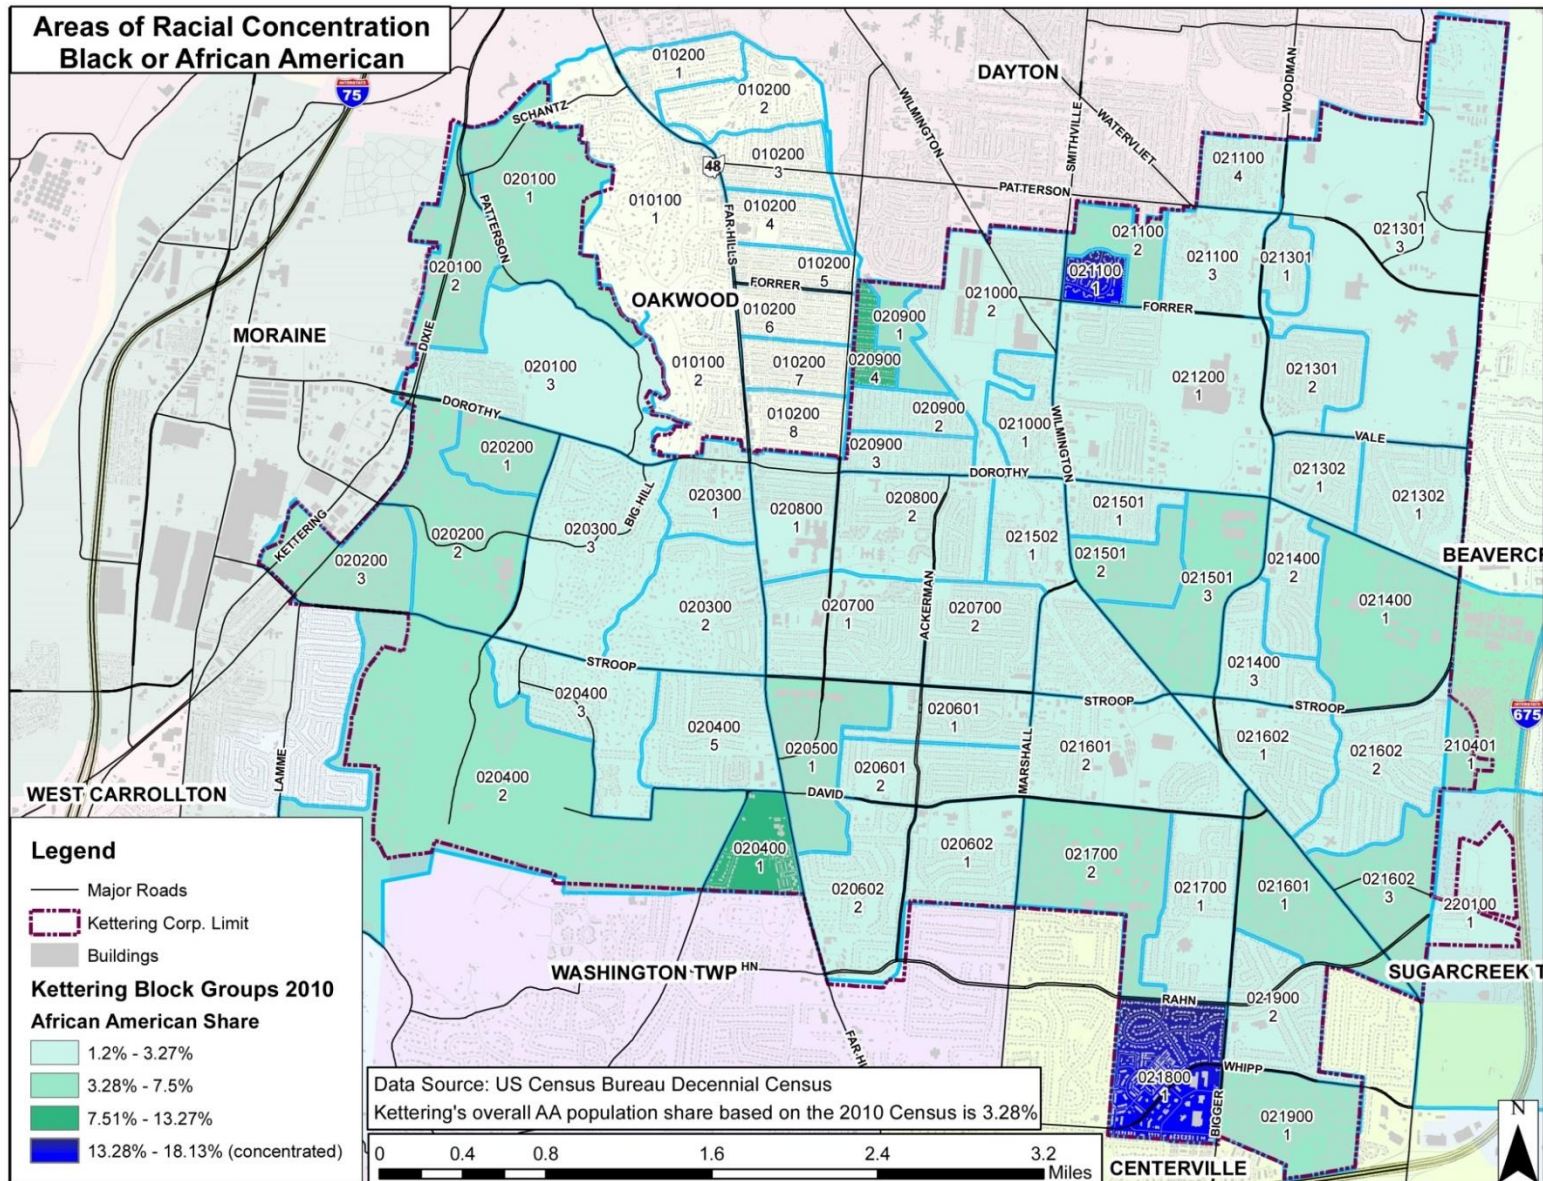 Areas of Racial Concentration
Black or African American
INTERSTATE
75
DAYTON
WILMINGTON
SMITHVILLE
WATERVLIET
WOODMAN
SCHANTZ
010200
1
010200
2
010200
3
48
PATTERSON
021100
4
020100
1
010100
1
010200
4
FAR HILLS
PATTERSON
021100
2
021100
3
021301
1
021301
3
020100
2
010200
5
FORRER
021100
1
OAKWOOD
021000
2
FORRER
010200
6
020900
1
MORAINE
DIXIE
020100
3
010100
2
010200
7
020900
4
021200
1
021301
2
DOROTHY
010200
8
020900
2
021000
1
WILMINGTON
VALE
020200
1
020900
3
DOROTHY
021302
1
021302
1
BIG HILL
020300
1
020800
1
020800
2
021501
1
KETTERING
020200
2
020300
3
021502
1
021501
2
021400
2
BEAVERCR
020200
3
021501
3
020300
2
020700
1
ACKERMAN
020700
2
021400
1
STROOP
021400
3
020400
3
020400
5
020601
1
STROOP
STROOP
INTERSTATE
675
LAMME
020500
1
MARSHALL
021601
2
021602
1
021602
2
210401
1
WEST CARROLLTON
020400
2
020601
2
DAVID
020400
1
020602
1
021700
2
020602
2
021700
1
021601
1
021602
3
220100
1
WASHINGTON TWP
HN
SUGARCREEK T
RAHN
021900
2
FAR HI
021800
1
WHIPP
BIGGER
021900
1
CENTERVILLE
Legend
Major Roads
Kettering Corp. Limit
Buildings
Kettering Block Groups 2010
African American Share
1.2% - 3.27%
3.28% - 7.5%
7.51% - 13.27%
13.28% - 18.13% (concentrated)
Data Source: US Census Bureau Decennial Census
Kettering's overall AA population share based on the 2010 Census is 3.28%
0 0.4 0.8 1.6 2.4 3.2
Miles
N